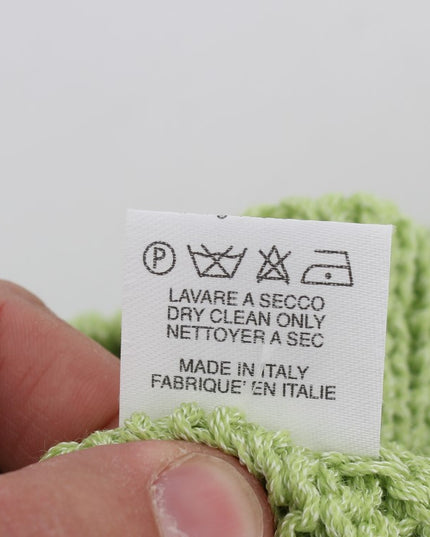 P
LAVARE A SECCO
DRY CLEAN ONLY
NETTOYER A SEC
MADE IN ITALY
FABRIQUE' EN ITALIE